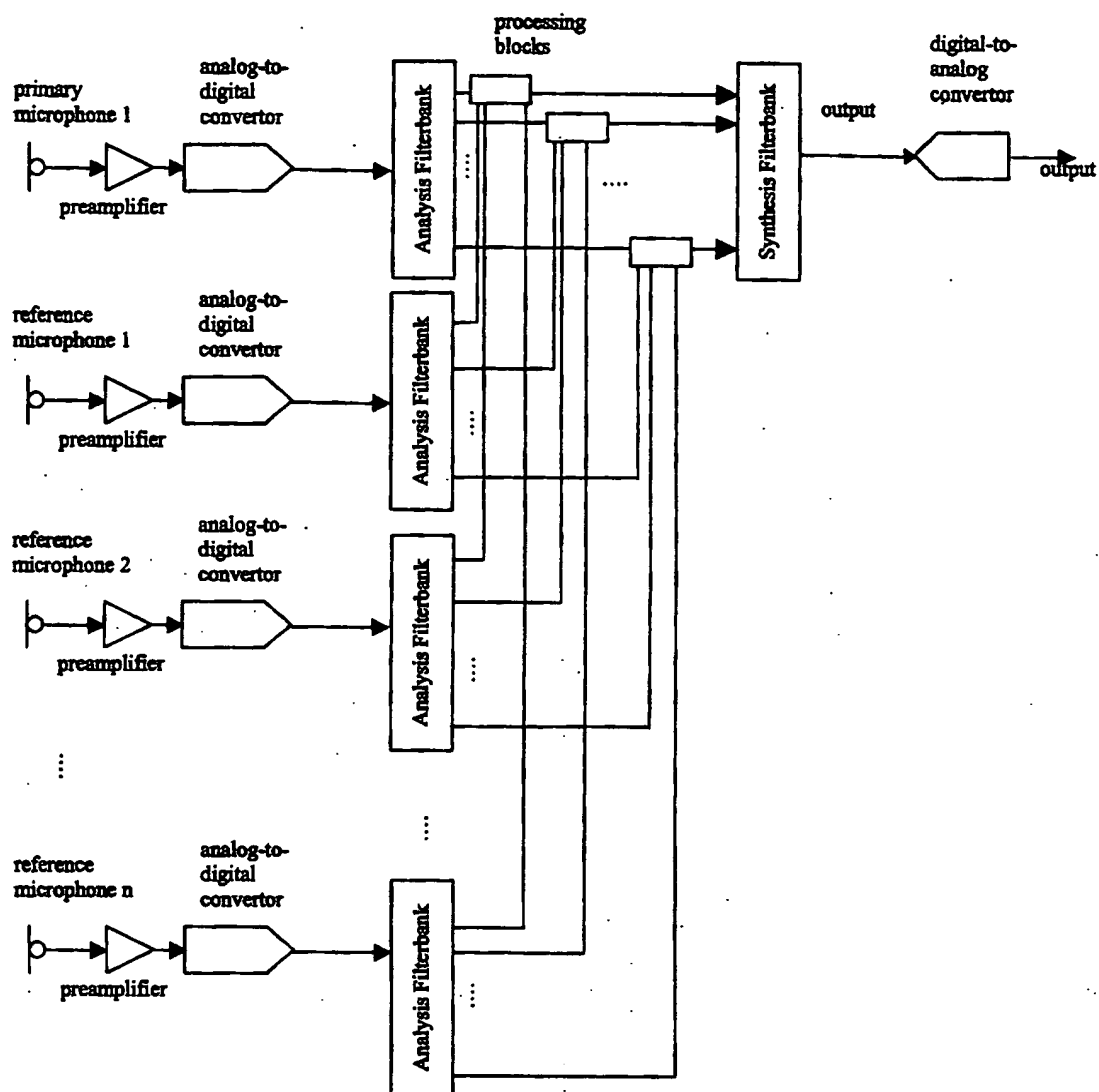 processing
blocks
digital-to-
analog
convertor
analog-to-
digital
convertor
primary
microphone 1
preamplifier
Analysis Filterbank
....
....
Synthesis Filterbank
output
output
reference
microphone 1
analog-to-
digital
convertor
preamplifier
Analysis Filterbank
....
reference
microphone 2
analog-to-
digital
convertor
preamplifier
Analysis Filterbank
....
....
....
reference
microphone n
analog-to-
digital
convertor
preamplifier
Analysis Filterbank
....